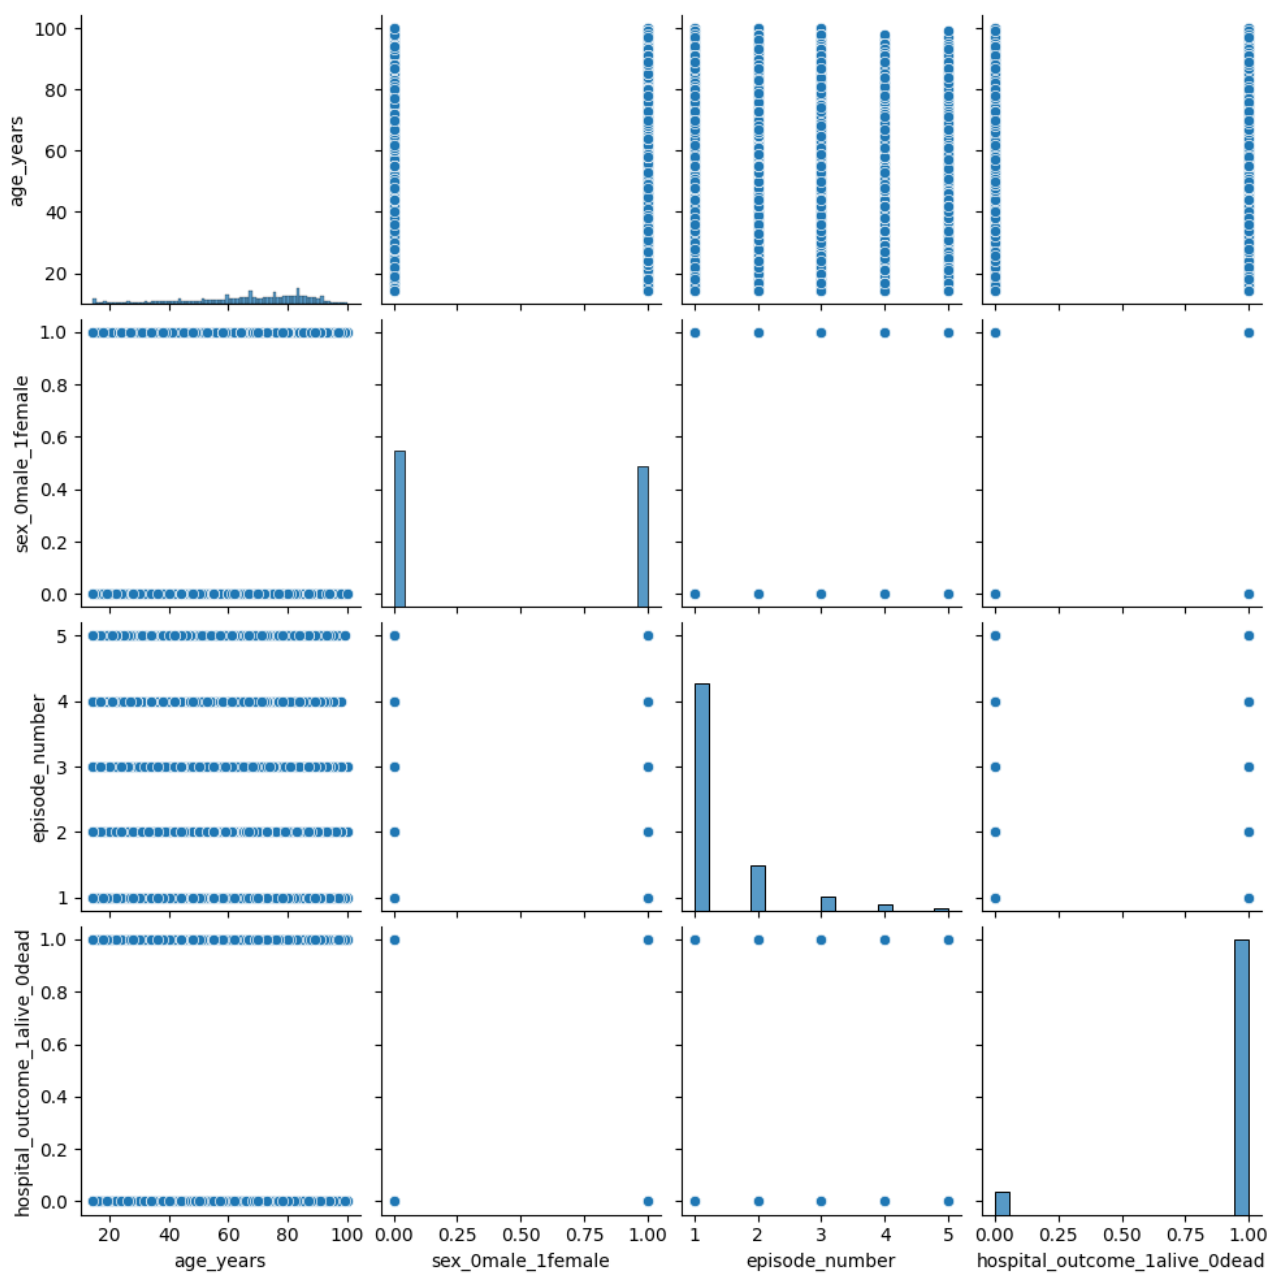 100
80
60
40
20
age_years
1.0
0.8
0.6
0.4
0.2
0.0
sex_0male_1female
5
4
3
2
1
episode_number
1.0
0.8
0.6
0.4
0.2
0.0
hospital_outcome_1alive_0dead
20 40 60 80 100
age_years
0.00 0.25 0.50 0.75 1.00
sex_0male_1female
1 2 3 4 5
episode_number
0.00 0.25 0.50 0.75 1.00
hospital_outcome_1alive_0dead